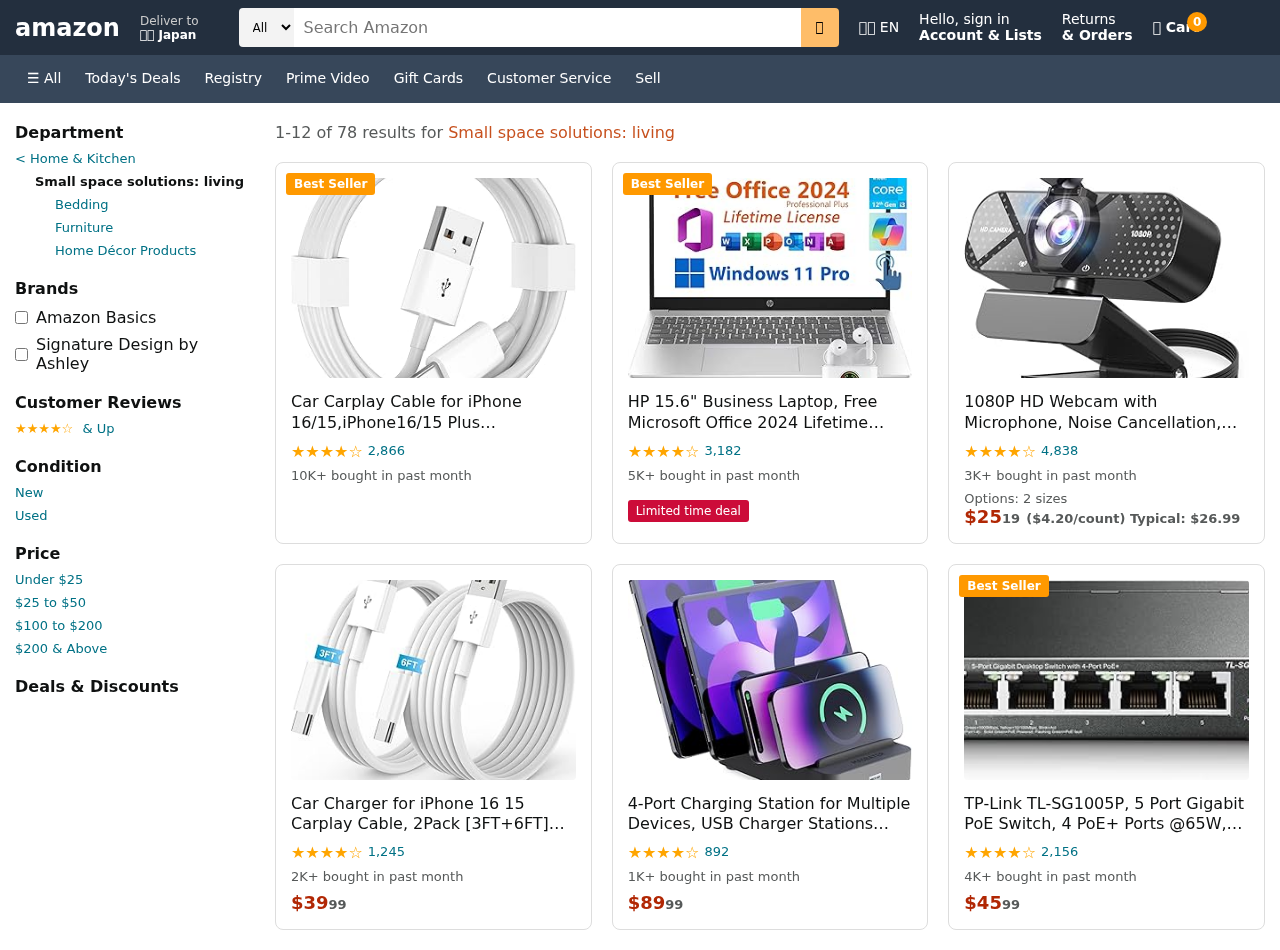 amazon
Deliver to
Japan
All
Search Amazon
EN
Hello, sign in
Account & Lists
Returns
& Orders
0
☰ All
Today's Deals
Registry
Prime Video
Gift Cards
Customer Service
Sell
Department
< Home & Kitchen
Small space solutions: living
Bedding
Furniture
Home Décor Products
Brands
Amazon Basics
Signature Design by
Ashley
Customer Reviews
★★★★☆ & Up
Condition
New
Used
Price
Under $25
$25 to $50
$100 to $200
$200 & Above
Deals & Discounts
1-12 of 78 results for Small space solutions: living
Best Seller
Car Carplay Cable for iPhone
16/15,iPhone16/15 Plus…
★★★★☆ 2,866
10K+ bought in past month
Best Seller
Office 2024
Professional Plus
Lifetime License
Windows 11 Pro
CORE
12th Gen i3
HP 15.6" Business Laptop, Free
Microsoft Office 2024 Lifetime…
★★★★☆ 3,182
5K+ bought in past month
Limited time deal
HD CAMERA
1080P
1080P HD Webcam with
Microphone, Noise Cancellation,…
★★★★☆ 4,838
3K+ bought in past month
Options: 2 sizes
$25 19 ($4.20/count) Typical: $26.99
3FT
6FT
Car Charger for iPhone 16 15
Carplay Cable, 2Pack [3FT+6FT]…
★★★★☆ 1,245
2K+ bought in past month
$39 99
4-Port Charging Station for Multiple
Devices, USB Charger Stations…
★★★★☆ 892
1K+ bought in past month
$89 99
Best Seller
5-Port Gigabit Desktop Switch with 4-Port PoE+
TL-SG
1 2 3 4 5
TP-Link TL-SG1005P, 5 Port Gigabit
PoE Switch, 4 PoE+ Ports @65W,…
★★★★☆ 2,156
4K+ bought in past month
$45 99